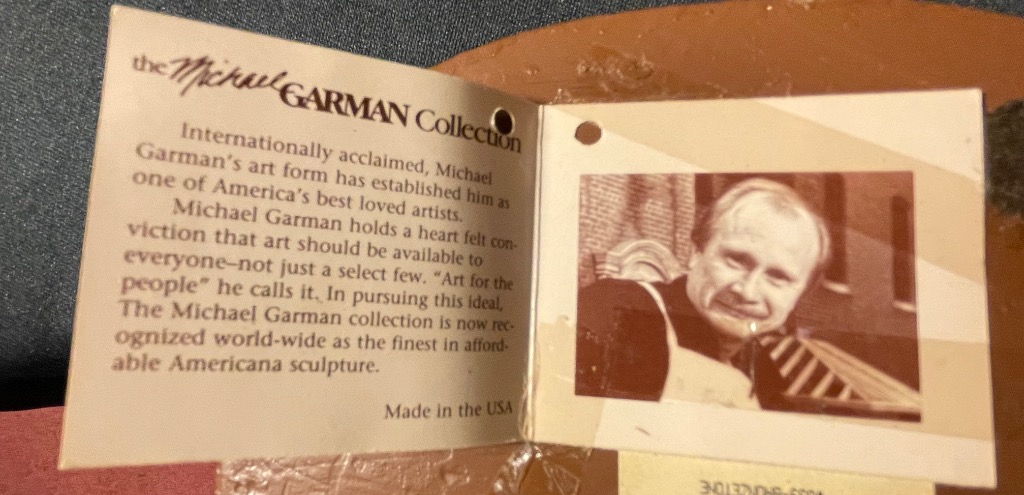 the Michael GARMAN Collection
Internationally acclaimed, Michael
Garman's art form has established him as
one of America's best loved artists.
Michael Garman holds a heart felt con-
viction that art should be available to
everyone–not just a select few. "Art for the
people" he calls it. In pursuing this ideal,
The Michael Garman collection is now rec-
ognized world-wide as the finest in afford-
able Americana sculpture.
Made in the USA